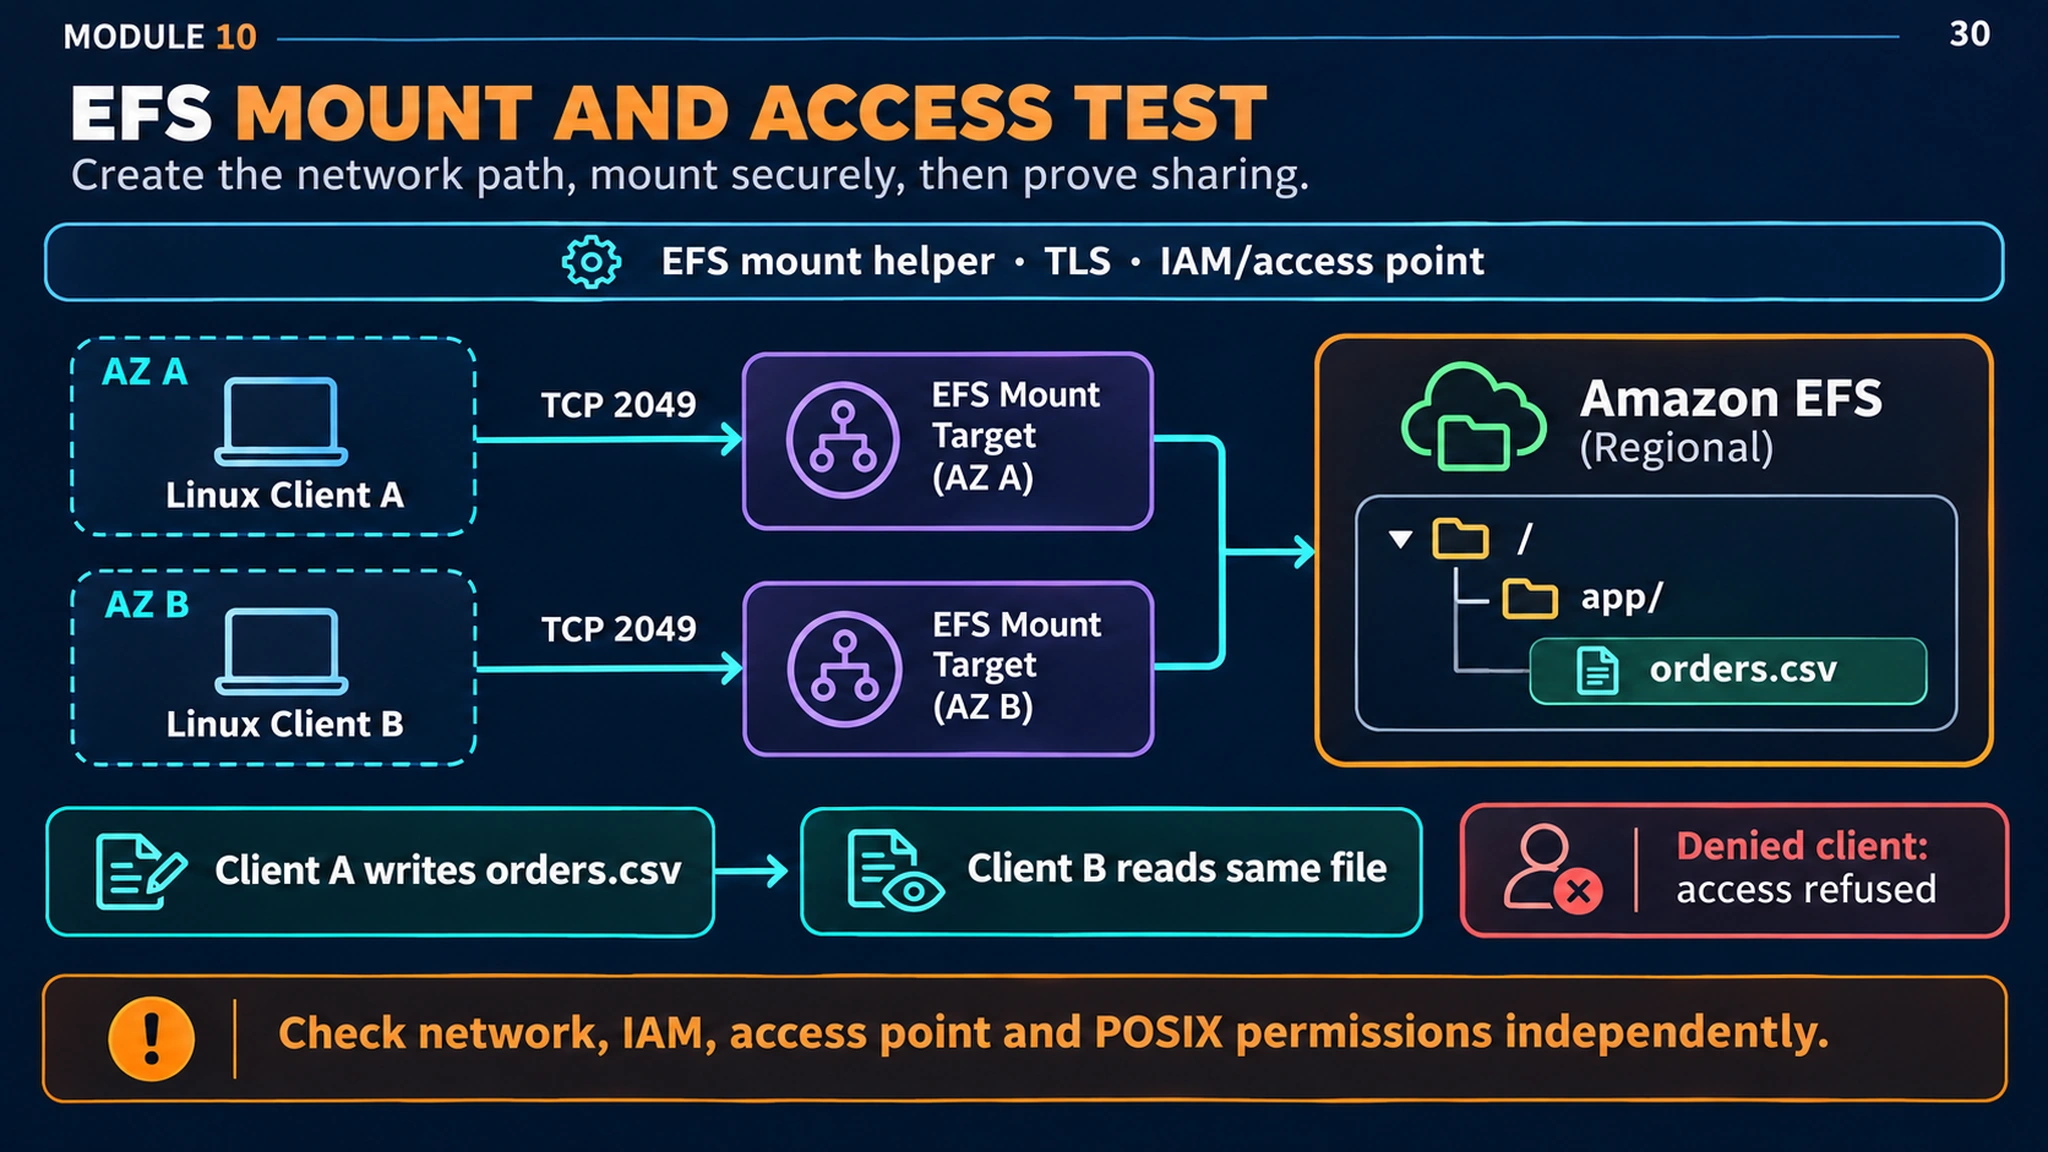 MODULE 10
30
EFS MOUNT AND ACCESS TEST
Create the network path, mount securely, then prove sharing.
EFS mount helper • TLS • IAM/access point
AZ A
Linux Client A
TCP 2049
EFS Mount
Target
(AZ A)
AZ B
Linux Client B
TCP 2049
EFS Mount
Target
(AZ B)
Amazon EFS
(Regional)
/
app/
orders.csv
Client A writes orders.csv
Client B reads same file
Denied client:
access refused
Check network, IAM, access point and POSIX permissions independently.